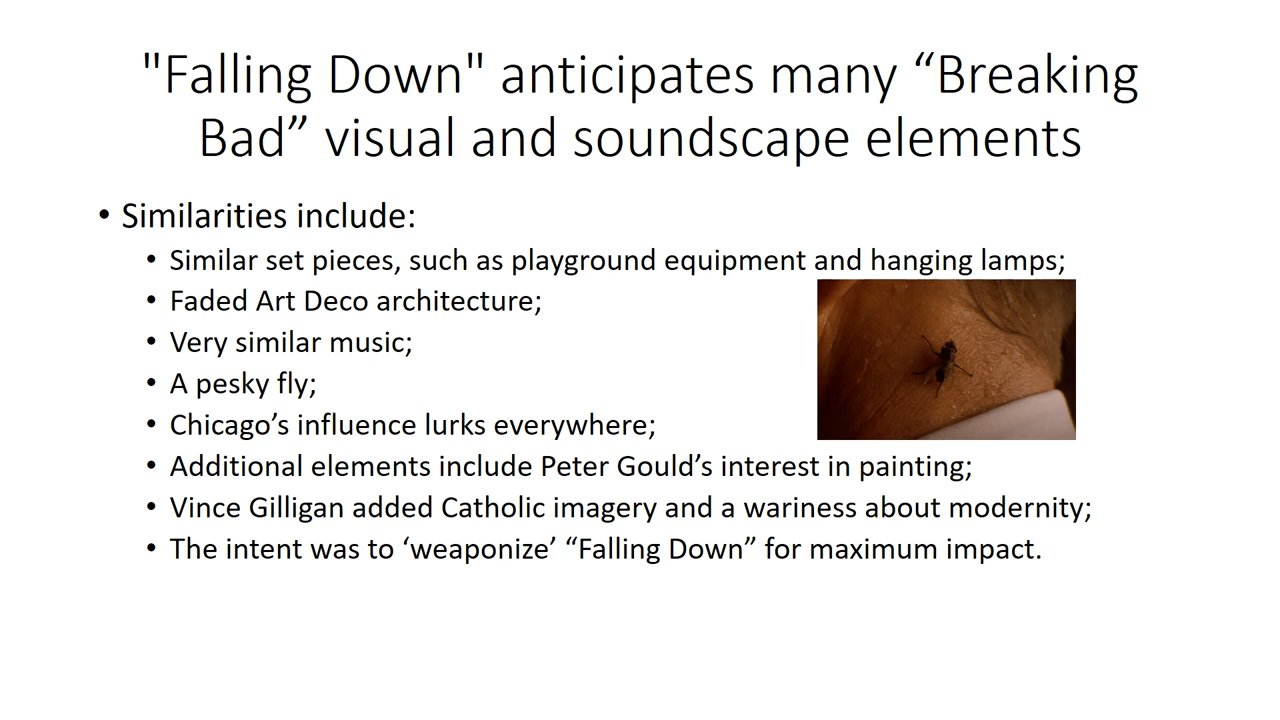 "Falling Down" anticipates many “Breaking
Bad” visual and soundscape elements
• Similarities include:
• Similar set pieces, such as playground equipment and hanging lamps;
• Faded Art Deco architecture;
• Very similar music;
• A pesky fly;
• Chicago’s influence lurks everywhere;
• Additional elements include Peter Gould’s interest in painting;
• Vince Gilligan added Catholic imagery and a wariness about modernity;
• The intent was to ‘weaponize’ “Falling Down” for maximum impact.